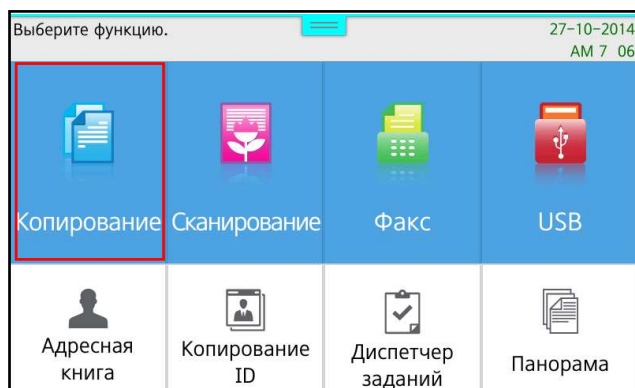 Выберите функцию.
27-10-2014
AM 7 06
Копирование
Сканирование
Факс
USB
Адресная
книга
Копирование
ID
Диспетчер
заданий
Панорама